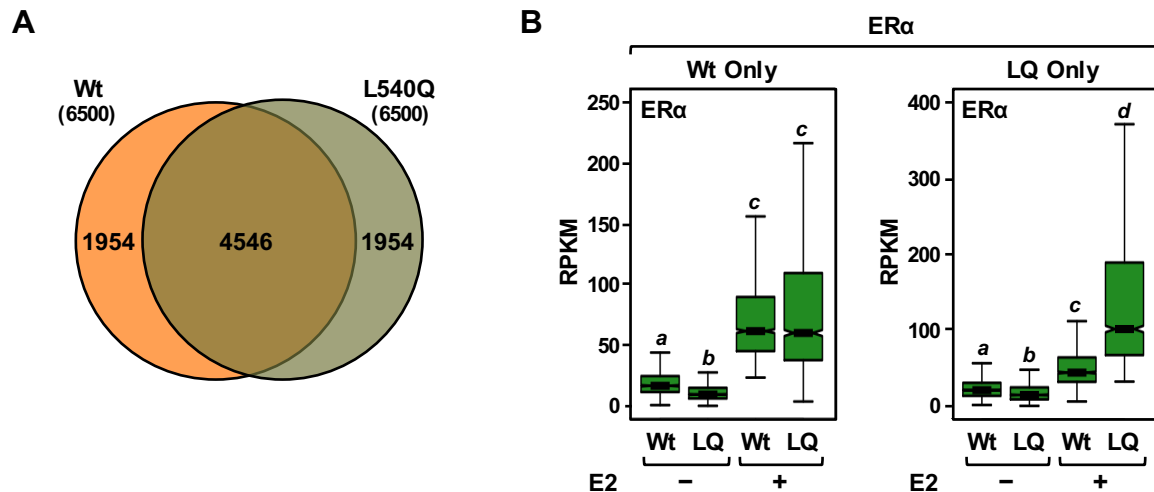 A
Wt
(6500)
L540Q
(6500)
1954
4546
1954
B
ERα
Wt Only
LQ Only
250
200
150
100
50
0
RPKM
ERα
a
b
c
c
Wt LQ Wt LQ
E2 − +
400
300
200
100
0
RPKM
ERα
a
b
c
d
Wt LQ Wt LQ
− +